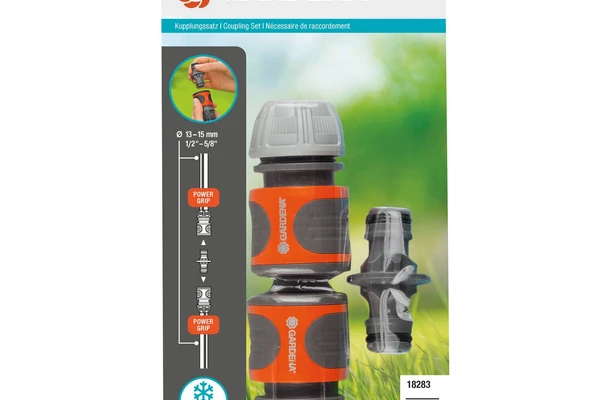 Kupplungssatz I Coupling Set I Nécessaire de raccordement
Ø 13–15 mm
1/2"–5/8"
POWER
GRIP
GARDENA
GARDENA
POWER
GRIP
18283